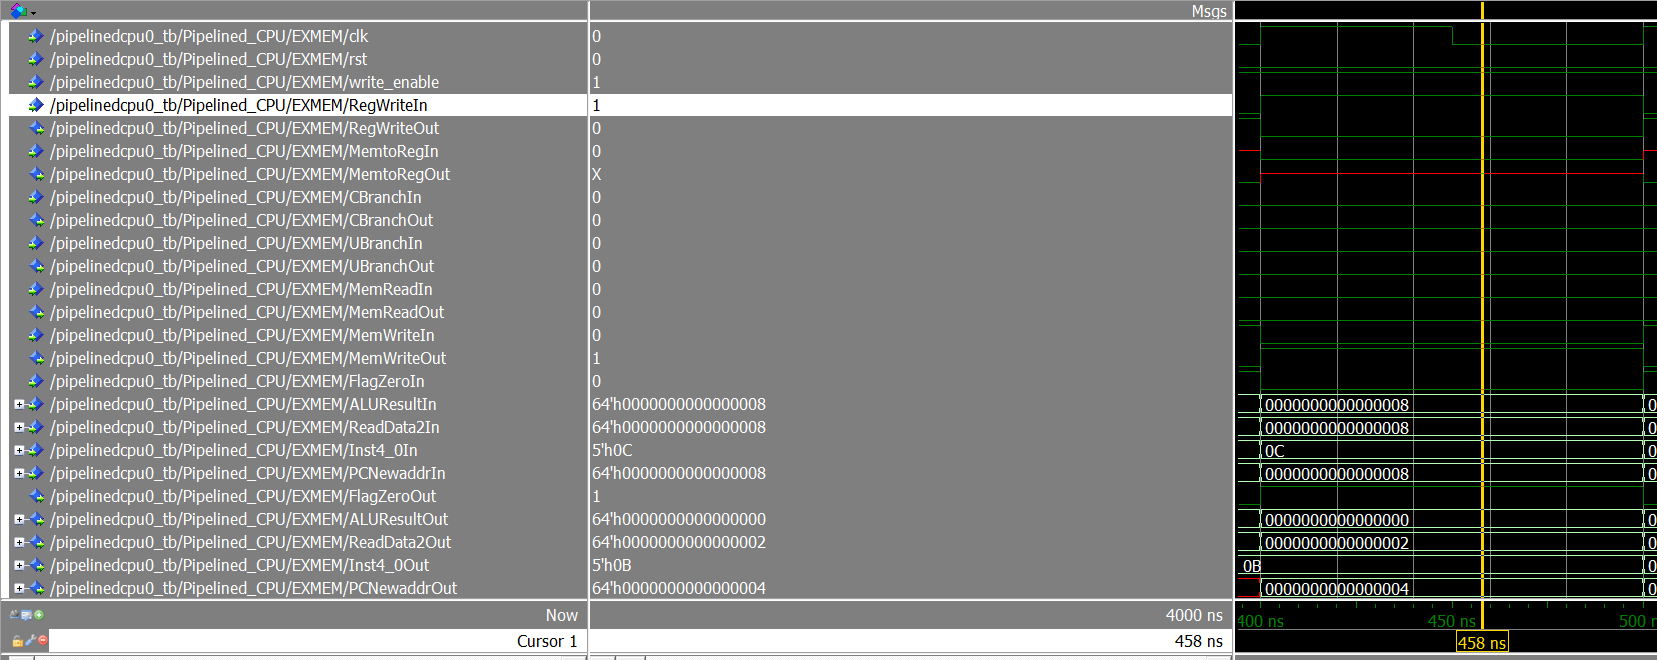 Msgs
/pipelinedcpu0_tb/Pipelined_CPU/EXMEM/clk 0
/pipelinedcpu0_tb/Pipelined_CPU/EXMEM/rst 0
/pipelinedcpu0_tb/Pipelined_CPU/EXMEM/write_enable 1
/pipelinedcpu0_tb/Pipelined_CPU/EXMEM/RegWriteIn 1
/pipelinedcpu0_tb/Pipelined_CPU/EXMEM/RegWriteOut 0
/pipelinedcpu0_tb/Pipelined_CPU/EXMEM/MemtoRegIn 0
/pipelinedcpu0_tb/Pipelined_CPU/EXMEM/MemtoRegOut X
/pipelinedcpu0_tb/Pipelined_CPU/EXMEM/CBranchIn 0
/pipelinedcpu0_tb/Pipelined_CPU/EXMEM/CBranchOut 0
/pipelinedcpu0_tb/Pipelined_CPU/EXMEM/UBranchIn 0
/pipelinedcpu0_tb/Pipelined_CPU/EXMEM/UBranchOut 0
/pipelinedcpu0_tb/Pipelined_CPU/EXMEM/MemReadIn 0
/pipelinedcpu0_tb/Pipelined_CPU/EXMEM/MemReadOut 0
/pipelinedcpu0_tb/Pipelined_CPU/EXMEM/MemWriteIn 0
/pipelinedcpu0_tb/Pipelined_CPU/EXMEM/MemWriteOut 1
/pipelinedcpu0_tb/Pipelined_CPU/EXMEM/FlagZeroIn 0
/pipelinedcpu0_tb/Pipelined_CPU/EXMEM/ALUResultIn 64'h0000000000000008 0000000000000008 0
/pipelinedcpu0_tb/Pipelined_CPU/EXMEM/ReadData2In 64'h0000000000000008 0000000000000008 0
/pipelinedcpu0_tb/Pipelined_CPU/EXMEM/Inst4_0In 5'h0C 0C 0
/pipelinedcpu0_tb/Pipelined_CPU/EXMEM/PCNewaddrIn 64'h0000000000000008 0000000000000008 0
/pipelinedcpu0_tb/Pipelined_CPU/EXMEM/FlagZeroOut 1
/pipelinedcpu0_tb/Pipelined_CPU/EXMEM/ALUResultOut 64'h0000000000000000 0000000000000000 0
/pipelinedcpu0_tb/Pipelined_CPU/EXMEM/ReadData2Out 64'h0000000000000002 0000000000000002 0
/pipelinedcpu0_tb/Pipelined_CPU/EXMEM/Inst4_0Out 5'h0B 0B 0
/pipelinedcpu0_tb/Pipelined_CPU/EXMEM/PCNewaddrOut 64'h0000000000000004 0000000000000004 0
Now 4000 ns 400 ns 450 ns 500 n
Cursor 1 458 ns 458 ns